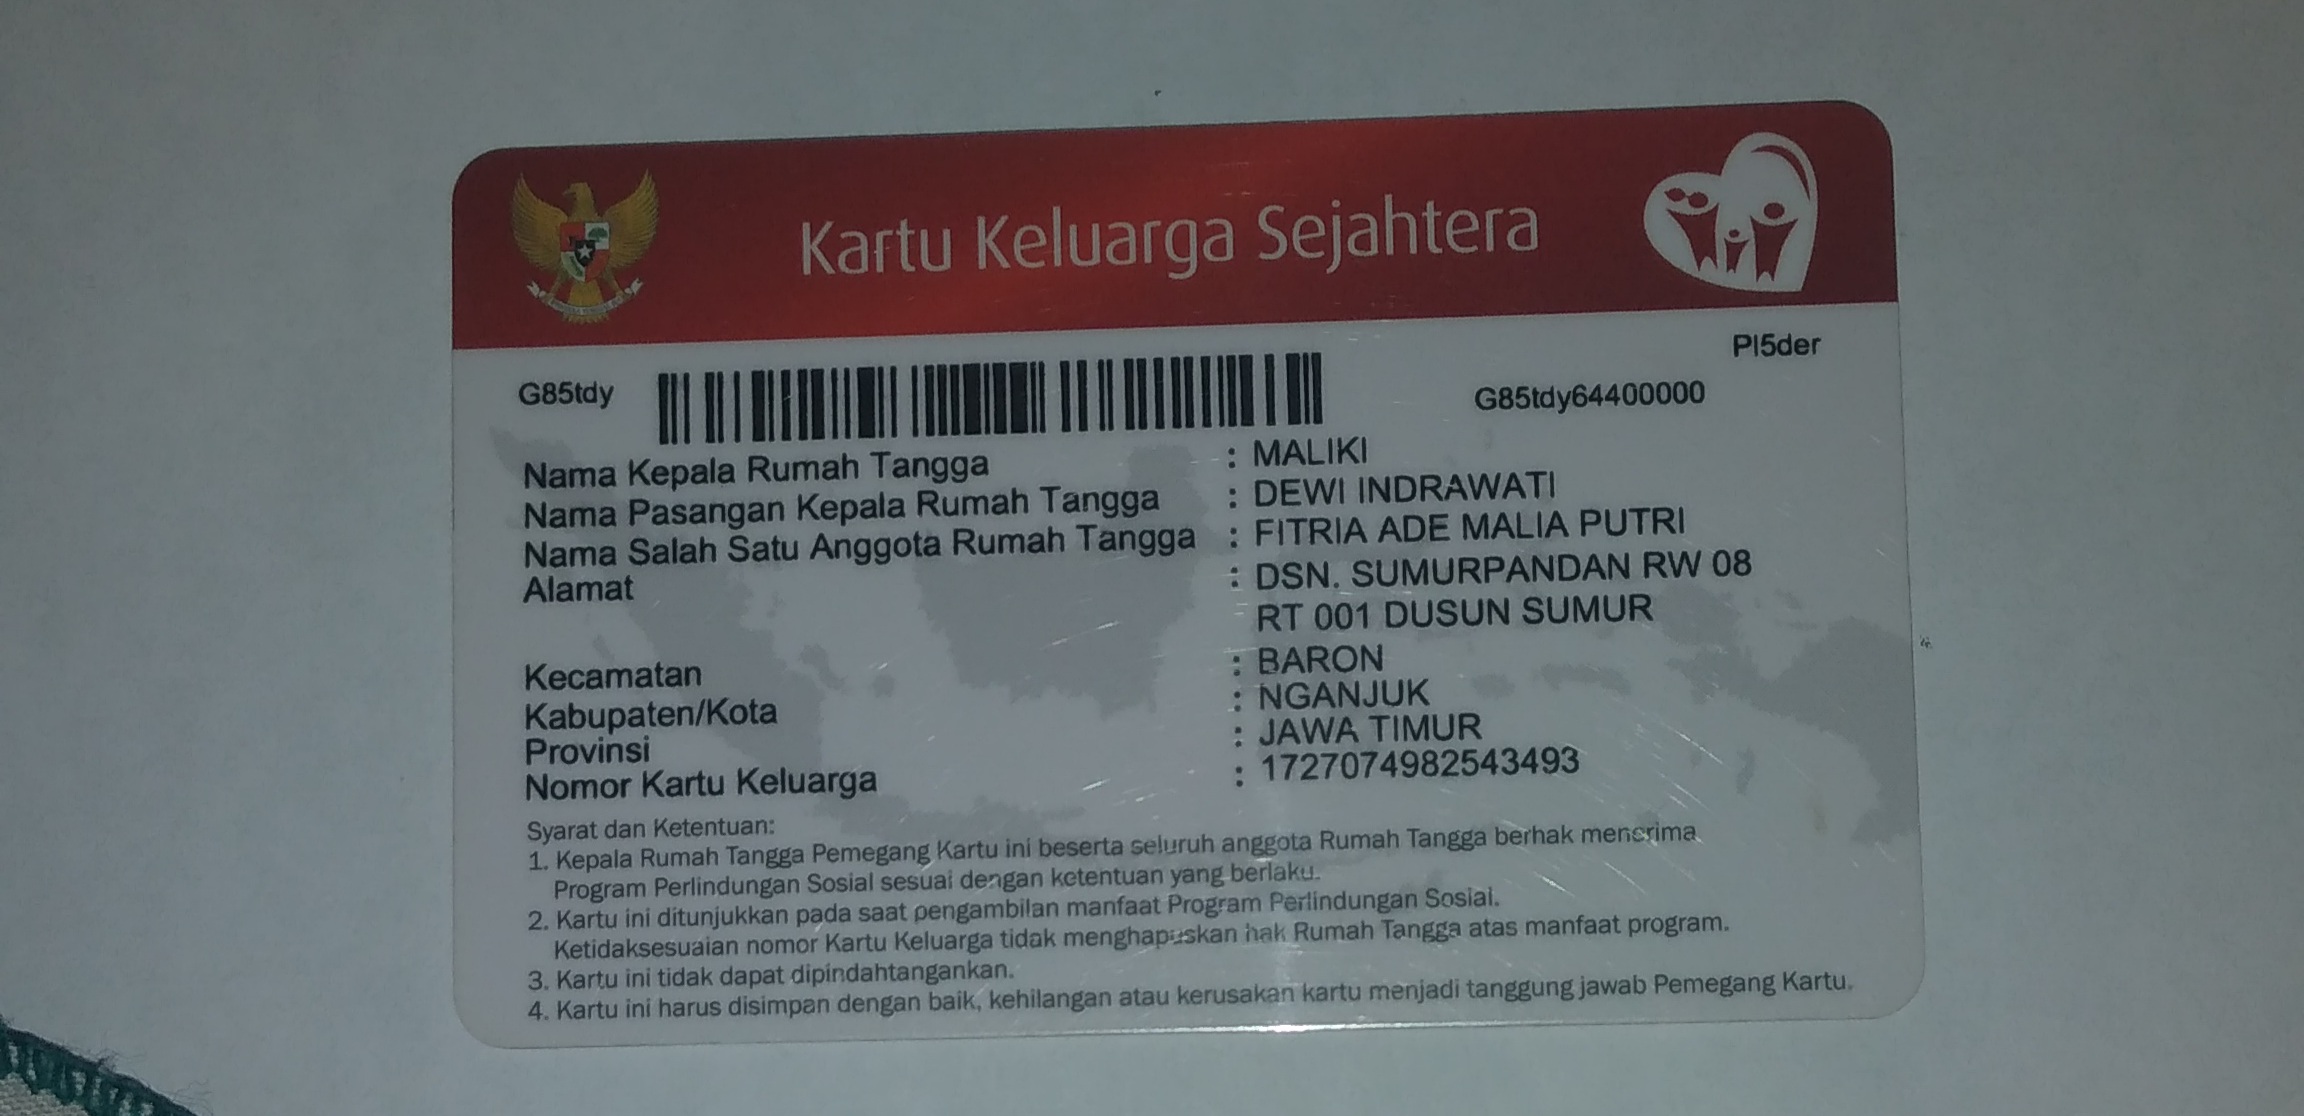 Kartu Keluarga Sejahtera
PI5der
G85tdy
G85tdy64400000
Nama Kepala Rumah Tangga : MALIKI
Nama Pasangan Kepala Rumah Tangga : DEWI INDRAWATI
Nama Salah Satu Anggota Rumah Tangga : FITRIA ADE MALIA PUTRI
Alamat : DSN. SUMURPANDAN RW 08
RT 001 DUSUN SUMUR
Kecamatan : BARON
Kabupaten/Kota : NGANJUK
Provinsi : JAWA TIMUR
Nomor Kartu Keluarga : 1727074982543493
Syarat dan Ketentuan:
1. Kepala Rumah Tangga Pemegang Kartu ini beserta seluruh anggota Rumah Tangga berhak menerima
Program Perlindungan Sosial sesuai dengan ketentuan yang berlaku.
2. Kartu ini ditunjukkan pada saat pengambilan manfaat Program Perlindungan Sosial.
Ketidaksesuaian nomor Kartu Keluarga tidak menghapuskan hak Rumah Tangga atas manfaat program.
3. Kartu ini tidak dapat dipindahtangankan.
4. Kartu ini harus disimpan dengan baik, kehilangan atau kerusakan kartu menjadi tanggung jawab Pemegang Kartu.